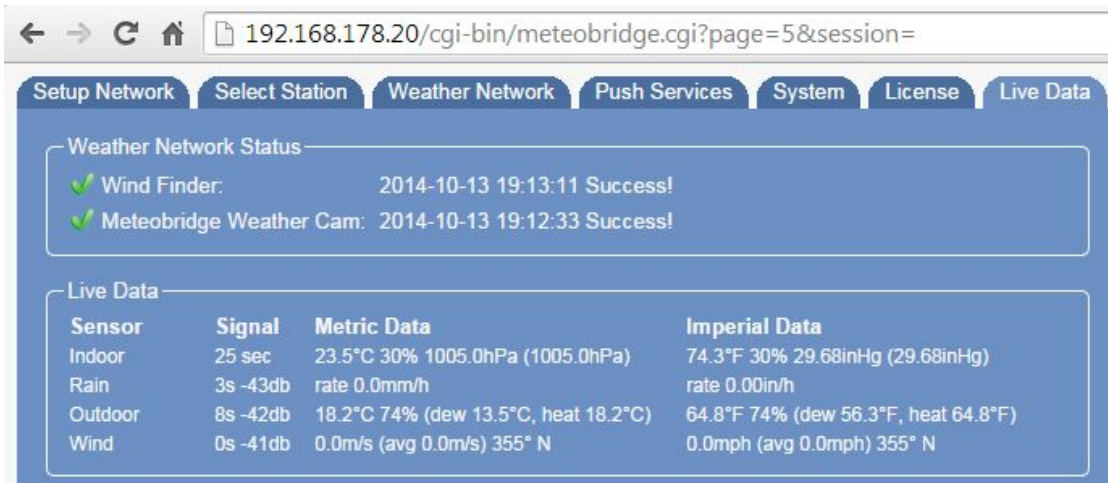 192.168.178.20/cgi-bin/meteobridge.cgi?page=5&session=
Setup Network Select Station Weather Network Push Services System License Live Data
Weather Network Status
Wind Finder: 2014-10-13 19:13:11 Success!
Meteobridge Weather Cam: 2014-10-13 19:12:33 Success!
Live Data
Sensor Signal Metric Data Imperial Data
Indoor 25 sec 23.5°C 30% 1005.0hPa (1005.0hPa) 74.3°F 30% 29.68inHg (29.68inHg)
Rain 3s -43db rate 0.0mm/h rate 0.00in/h
Outdoor 8s -42db 18.2°C 74% (dew 13.5°C, heat 18.2°C) 64.8°F 74% (dew 56.3°F, heat 64.8°F)
Wind 0s -41db 0.0m/s (avg 0.0m/s) 355° N 0.0mph (avg 0.0mph) 355° N